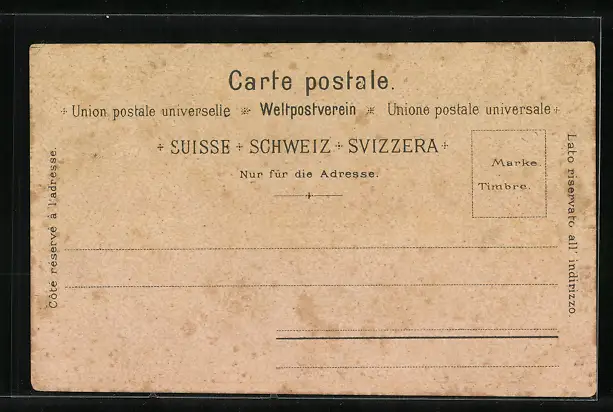 Carte postale.
Union postale universelle Weltpostverein Unione postale universale
+ SUISSE + SCHWEIZ + SVIZZERA +
Nur für die Adresse.
Marke.
Timbre.
Côté réservé à l'adresse.
Lato riservato all' indirizzo.